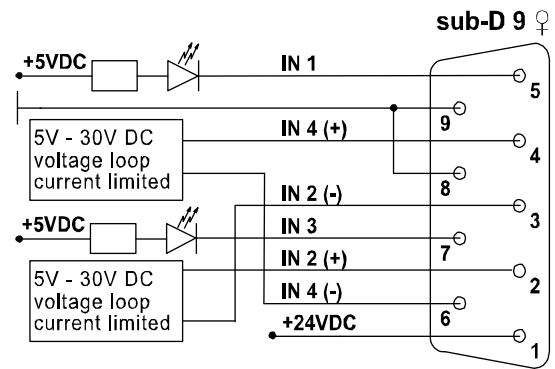 sub-D 9 ♀
+5VDC
IN 1
5
9
5V - 30V DC
voltage loop
current limited
IN 4 (+)
4
8
IN 2 (-)
3
+5VDC
IN 3
7
5V - 30V DC
voltage loop
current limited
IN 2 (+)
2
IN 4 (-)
6
+24VDC
1